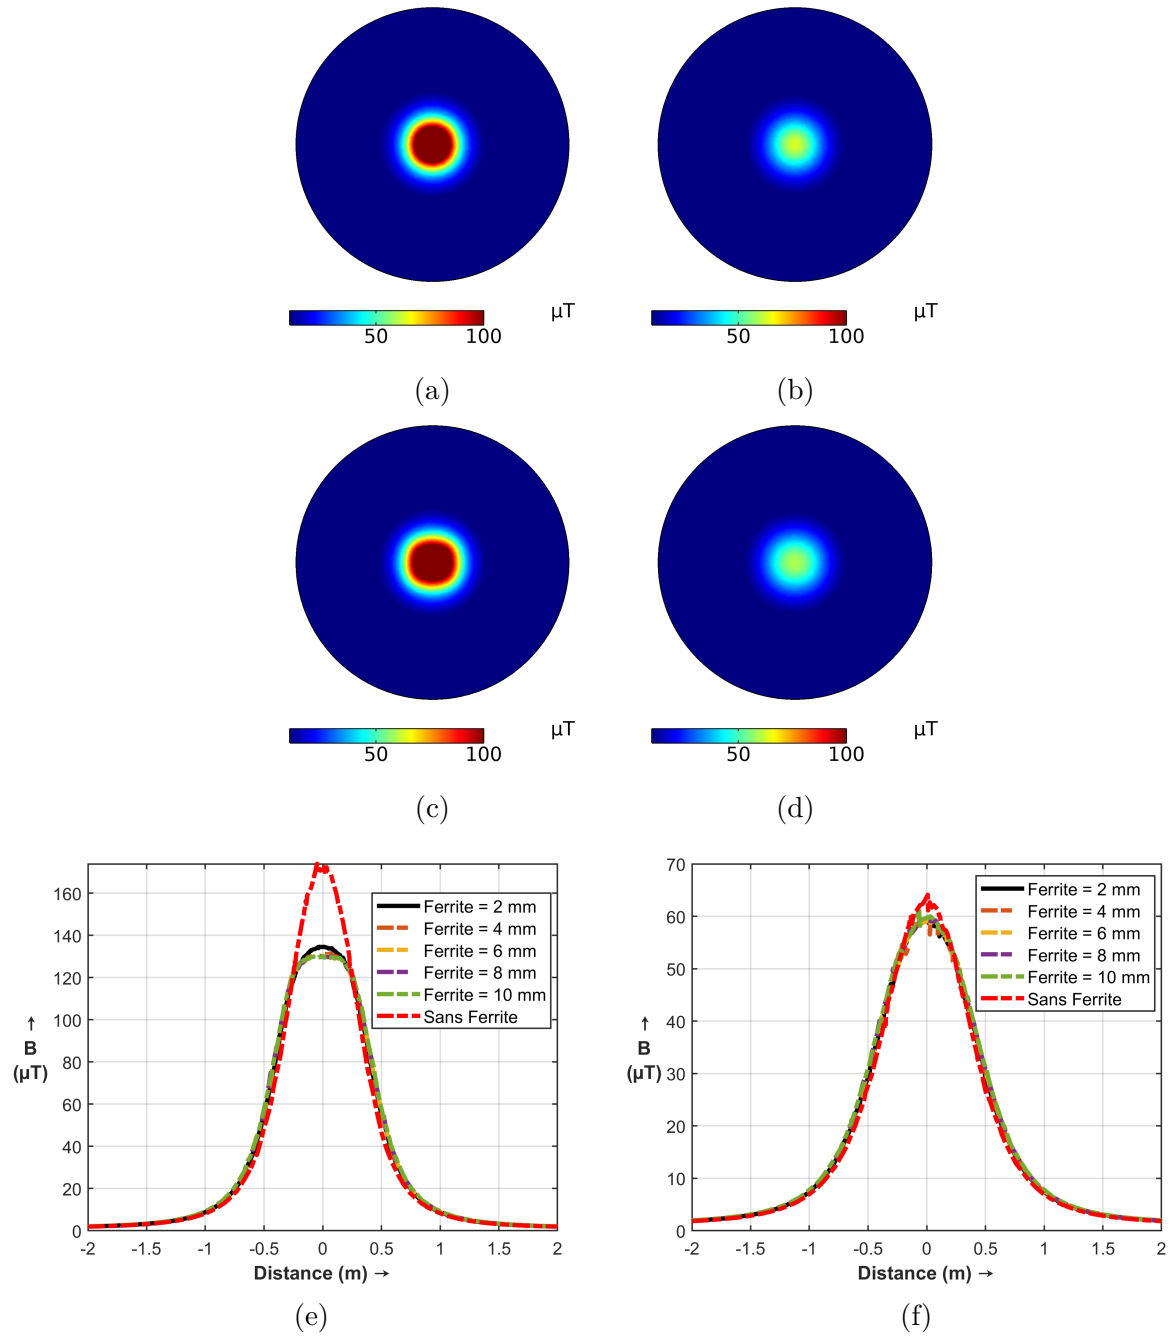 µT µT
50 100 50 100
(a) (b)
µT µT
50 100 50 100
(c) (d)
160
140
120
100
80
60
40
20
0
-2 -1.5 -1 -0.5 0 0.5 1 1.5 2
Distance (m) →
→
B
(µT)
Ferrite = 2 mm
Ferrite = 4 mm
Ferrite = 6 mm
Ferrite = 8 mm
Ferrite = 10 mm
Sans Ferrite
(e)
70
60
50
40
30
20
10
0
-2 -1.5 -1 -0.5 0 0.5 1 1.5 2
Distance (m) →
→
B
(µT)
Ferrite = 2 mm
Ferrite = 4 mm
Ferrite = 6 mm
Ferrite = 8 mm
Ferrite = 10 mm
Sans Ferrite
(f)